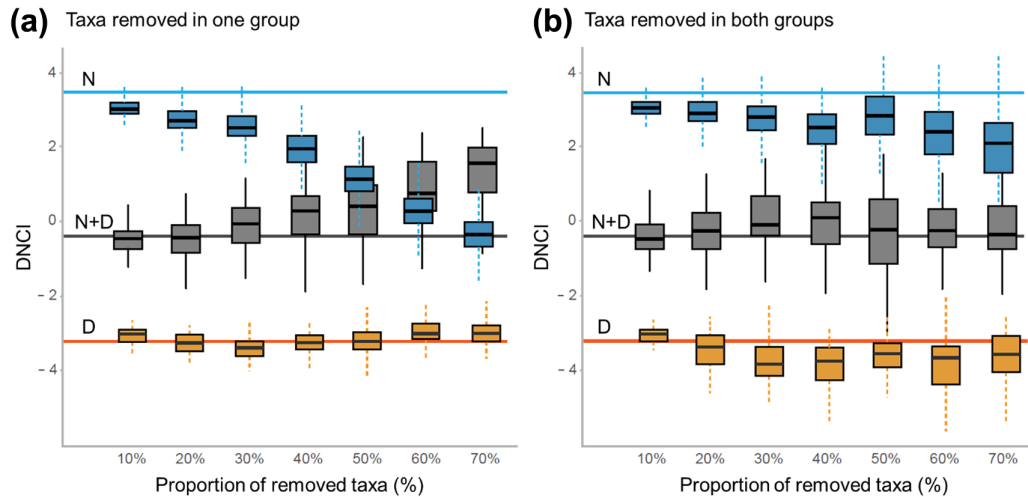 (a) Taxa removed in one group
DNCI
4
2
0
− 2
− 4
N
N+D
D
10% 20% 30% 40% 50% 60% 70%
Proportion of removed taxa (%)
(b) Taxa removed in both groups
DNCI
4
2
0
− 2
− 4
N
N+D
D
10% 20% 30% 40% 50% 60% 70%
Proportion of removed taxa (%)